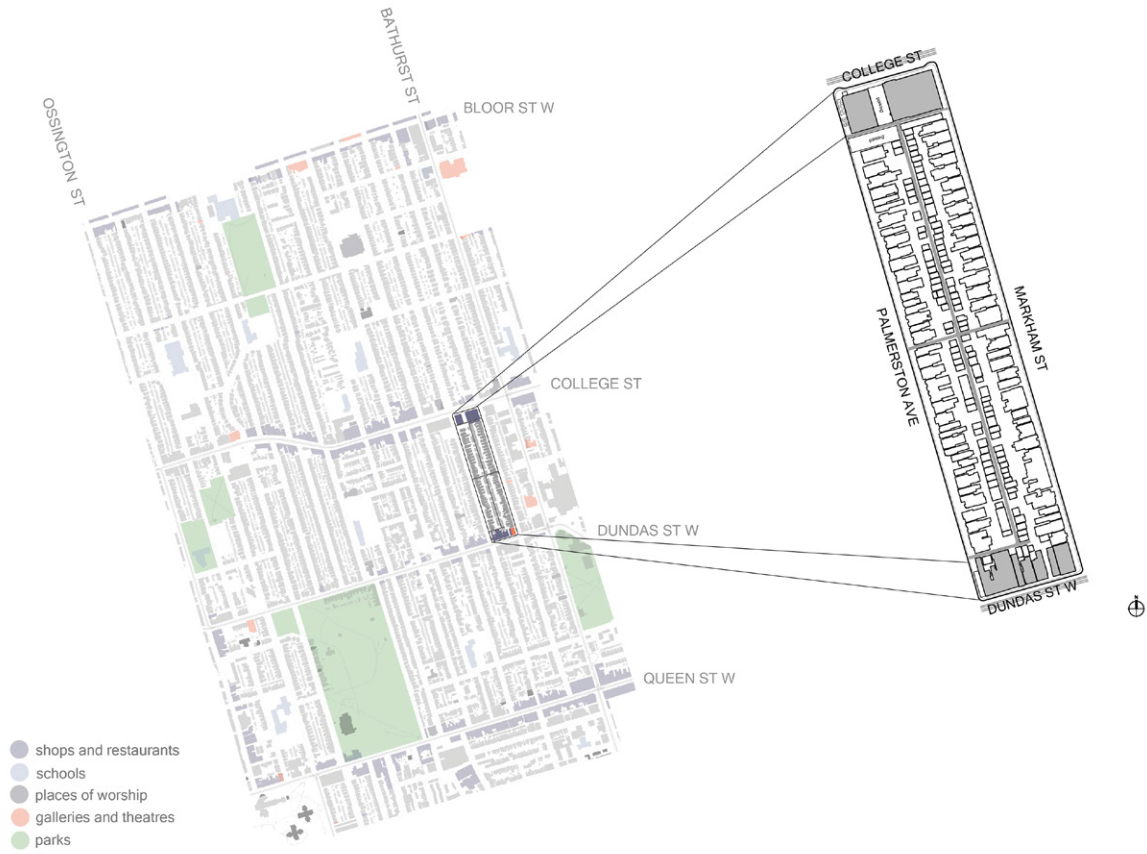 BATHURST ST
OSSINGTON ST
BLOOR ST W
COLLEGE ST
DUNDAS ST W
QUEEN ST W
COLLEGE ST
PALMERSTON AVE
MARKHAM ST
DUNDAS ST W
N
shops and restaurants
schools
places of worship
galleries and theatres
parks